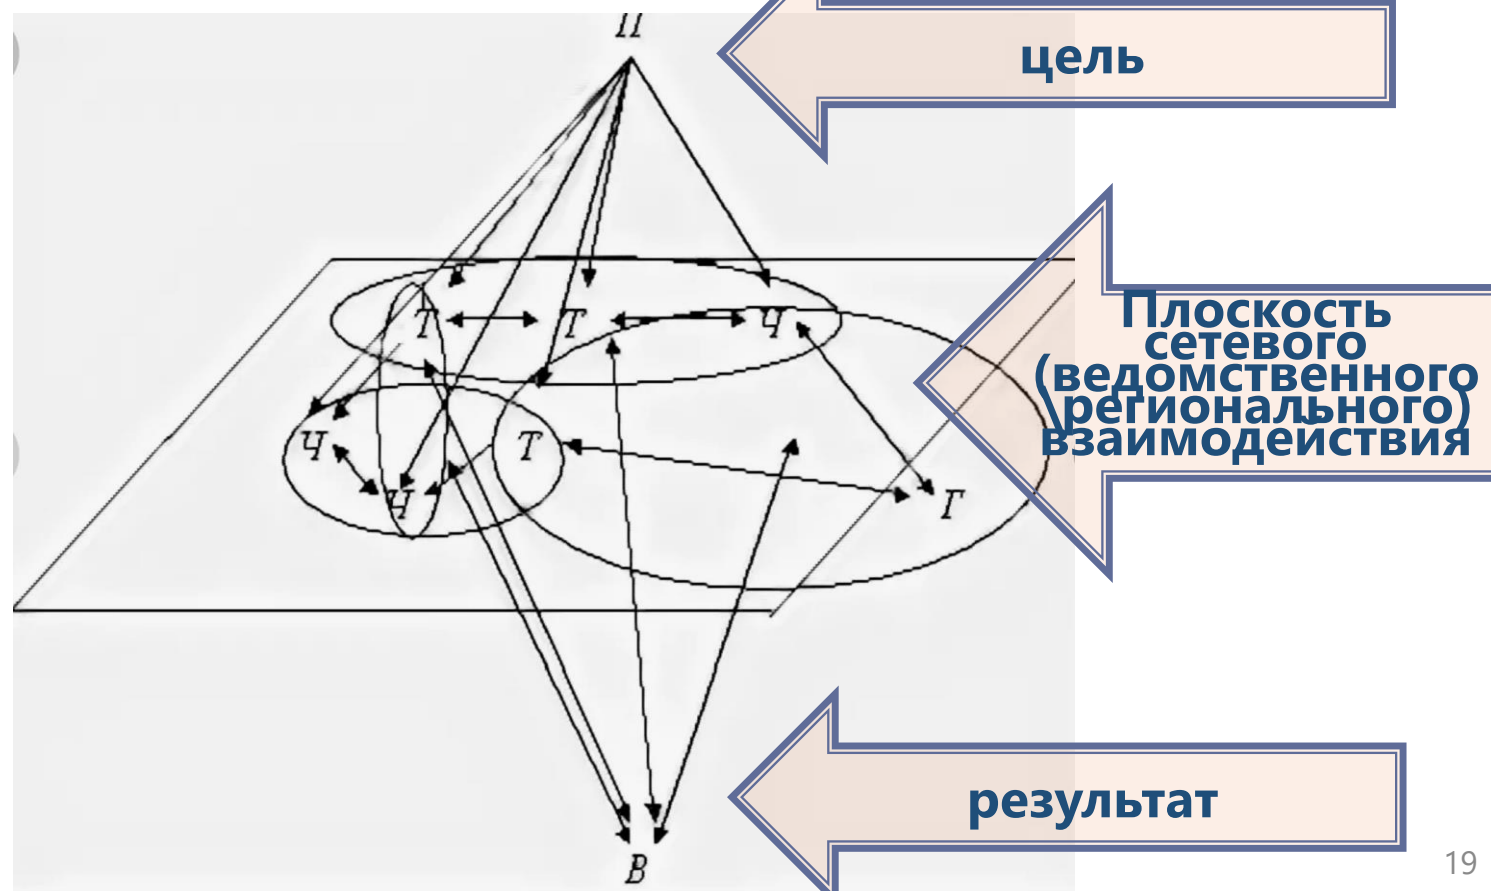 П
цель
Плоскость
сетевого
(ведомственного
\регионального)
взаимодействия
Т Т Ч
Ч Т
Ч Г
результат
В
19